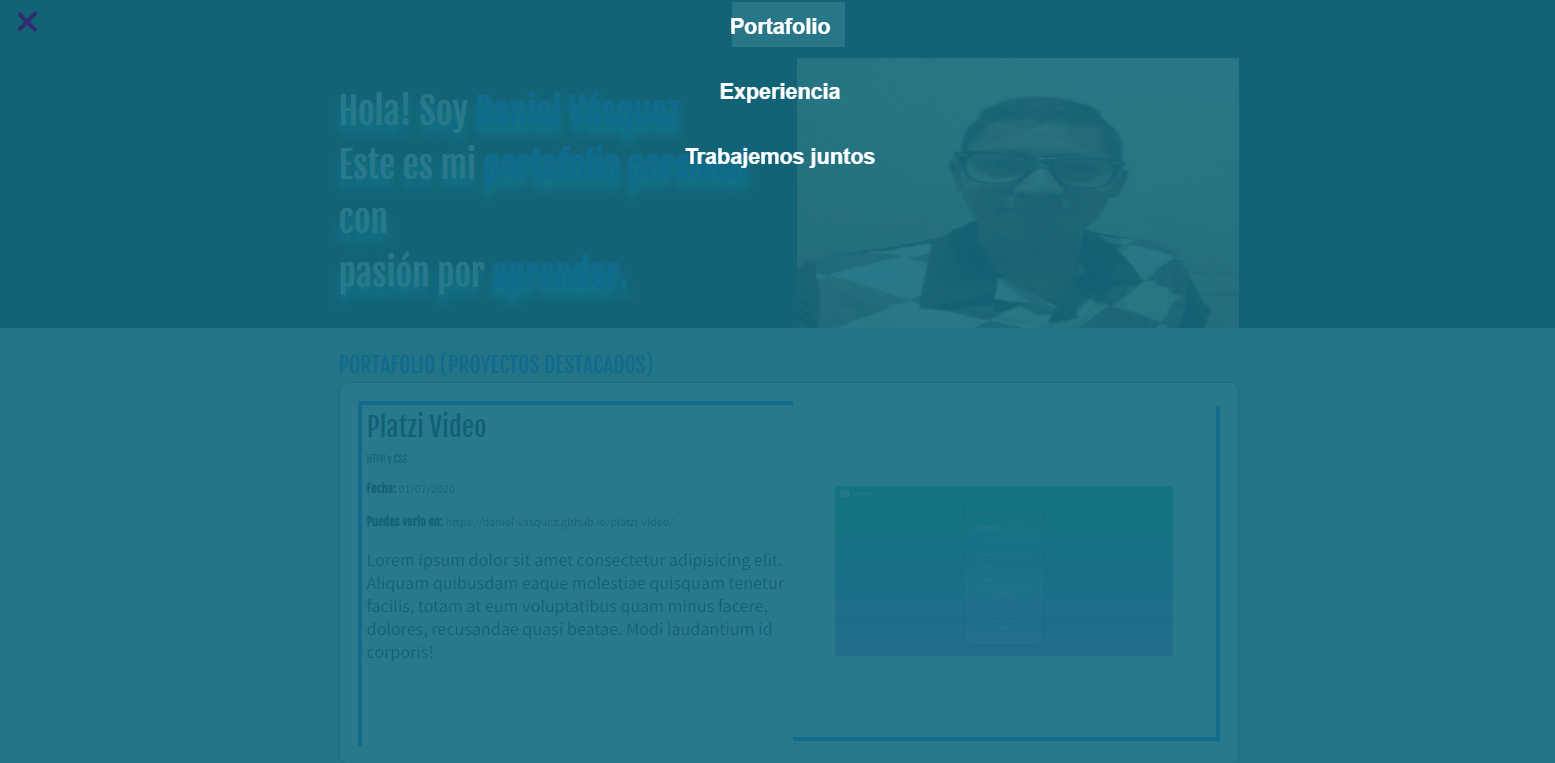 Portafolio
Experiencia
Trabajemos juntos
Hola! Soy Daniel Vásquez
Este es mi portafolio personal
con
pasión por aprender.
PORTAFOLIO (PROYECTOS DESTACADOS)
Platzi Video
HTMl y CSS
Fecha: 01/07/2020
Puedes verlo en: https://daniel-vasquez.github.io/platzi-video/
Lorem ipsum dolor sit amet consectetur adipisicing elit.
Aliquam quibusdam eaque molestiae quisquam tenetur
facilis, totam at eum voluptatibus quam minus facere,
dolores, recusandae quasi beatae. Modi laudantium id
corporis!